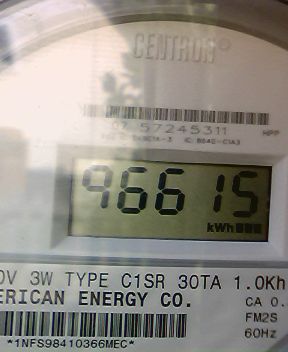 CENTRON®
57245311 HPP
96615
kWh
0V 3W TYPE C1SR 30TA 1.0Kh
ERICAN ENERGY CO. CA 0.
FM2S
60Hz
*1NFS98410366MEC*